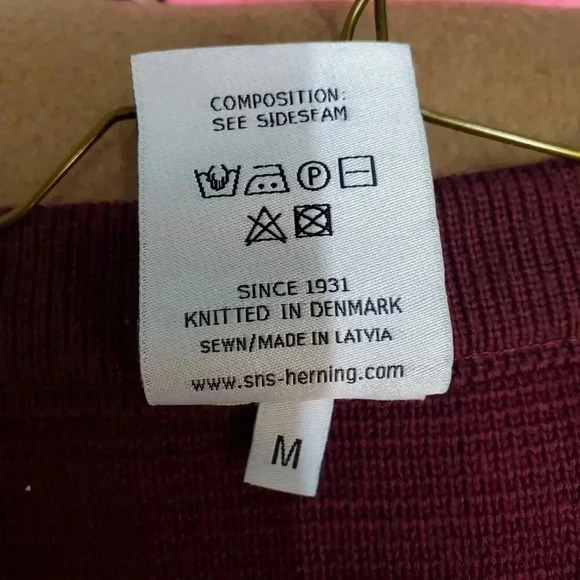 COMPOSITION:
SEE SIDESEAM
P
SINCE 1931
KNITTED IN DENMARK
SEWN/MADE IN LATVIA
www.sns-herning.com
M